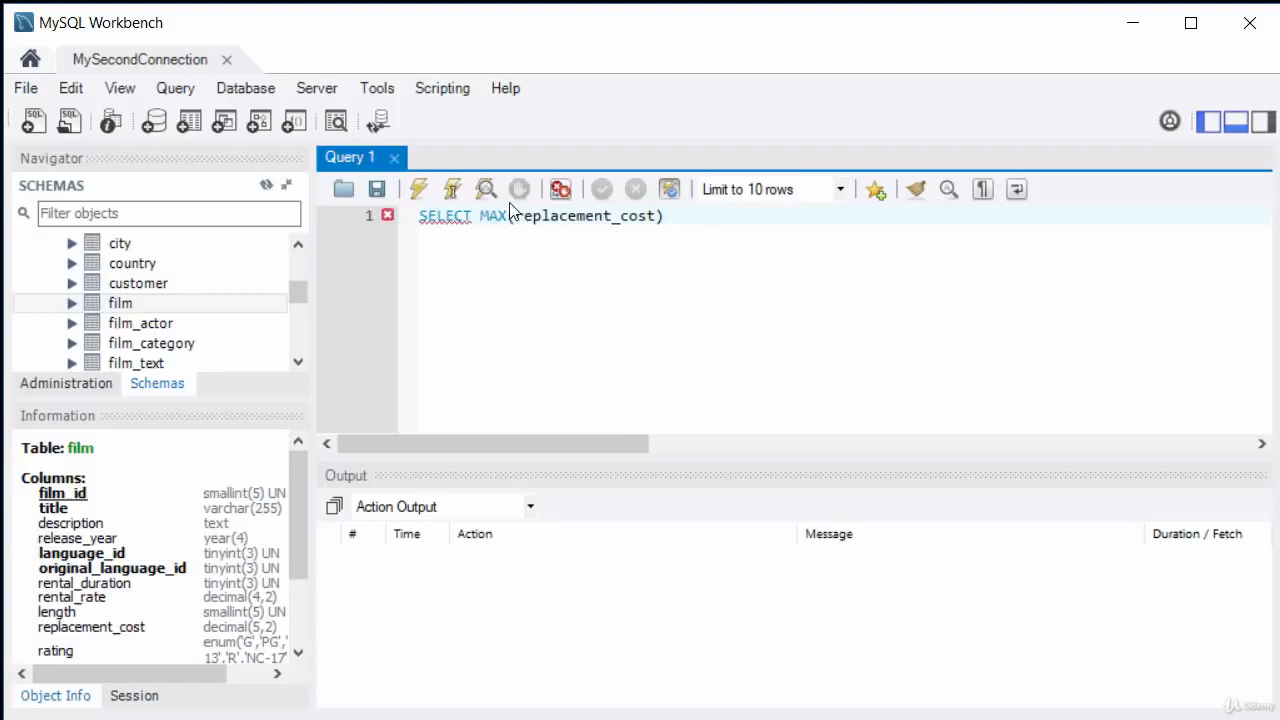 MySQL Workbench
MySecondConnection
File Edit View Query Database Server Tools Scripting Help
SQL SQL
Navigator
SCHEMAS
Filter objects
city
country
customer
film
film_actor
film_category
film_text
Administration Schemas
Information
Table: film
Columns:
film_id smallint(5) UN
title varchar(255)
description text
release_year year(4)
language_id tinyint(3) UN
original_language_id tinyint(3) UN
rental_duration tinyint(3) UN
rental_rate decimal(4,2)
length smallint(5) UN
replacement_cost decimal(5,2)
rating enum('G','PG','
13','R','NC-17'
Object Info Session
Query 1
Limit to 10 rows
1 SELECT MAX(replacement_cost)
Output
Action Output
# Time Action Message Duration / Fetch
Udemy